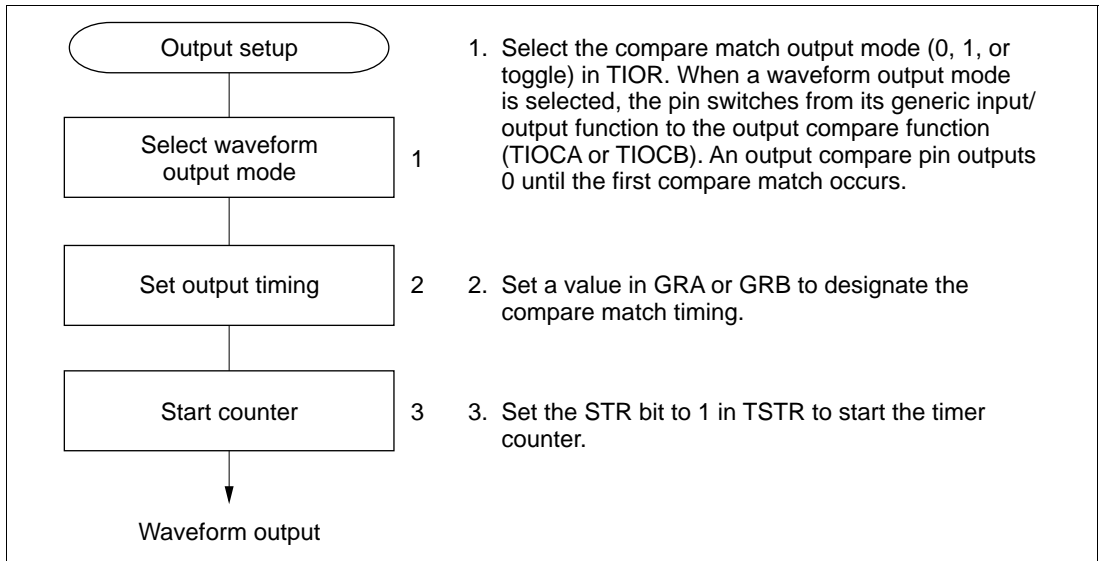 Output setup
Select waveform
output mode
1
Set output timing
2
Start counter
3
Waveform output
1. Select the compare match output mode (0, 1, or
toggle) in TIOR. When a waveform output mode
is selected, the pin switches from its generic input/
output function to the output compare function
(TIOCA or TIOCB). An output compare pin outputs
0 until the first compare match occurs.
2. Set a value in GRA or GRB to designate the
compare match timing.
3. Set the STR bit to 1 in TSTR to start the timer
counter.